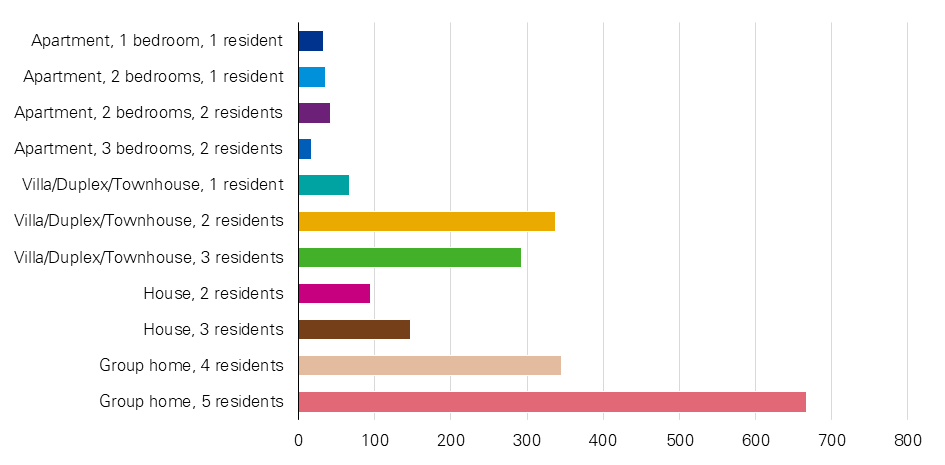 Apartment, 1 bedroom, 1 resident
Apartment, 2 bedrooms, 1 resident
Apartment, 2 bedrooms, 2 residents
Apartment, 3 bedrooms, 2 residents
Villa/Duplex/Townhouse, 1 resident
Villa/Duplex/Townhouse, 2 residents
Villa/Duplex/Townhouse, 3 residents
House, 2 residents
House, 3 residents
Group home, 4 residents
Group home, 5 residents
0 100 200 300 400 500 600 700 800